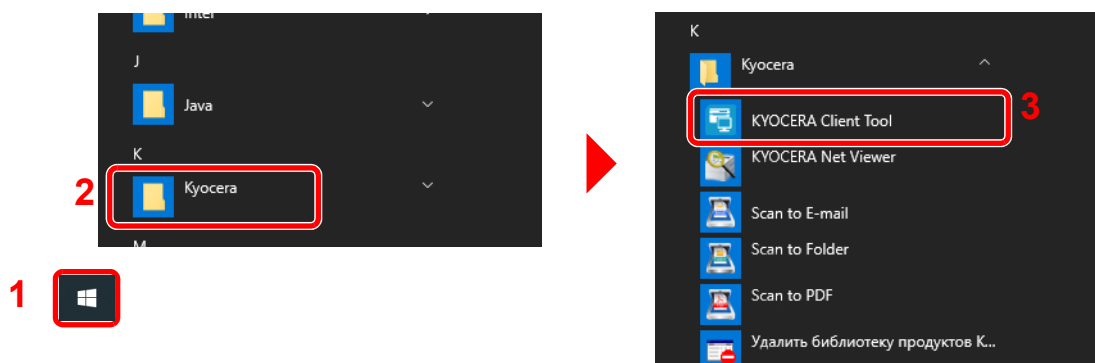 Inter
J
Java
K
2
Kyocera
M
1
K
Kyocera
KYOCERA Client Tool
3
KYOCERA Net Viewer
Scan to E-mail
Scan to Folder
Scan to PDF
Удалить библиотеку продуктов K...